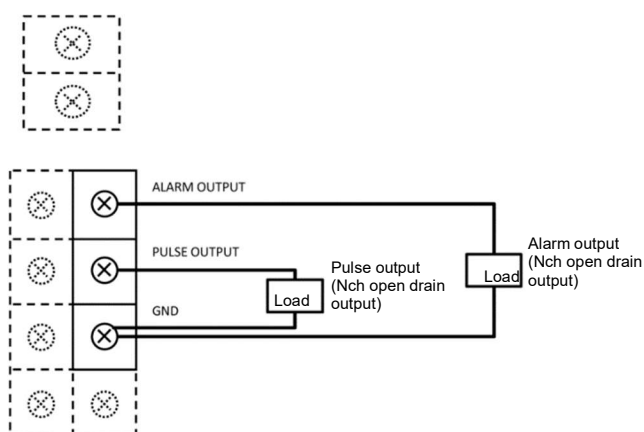 ALARM OUTPUT
PULSE OUTPUT
GND
Load
Pulse output
(Nch open drain
output)
Load
Alarm output
(Nch open drain
output)